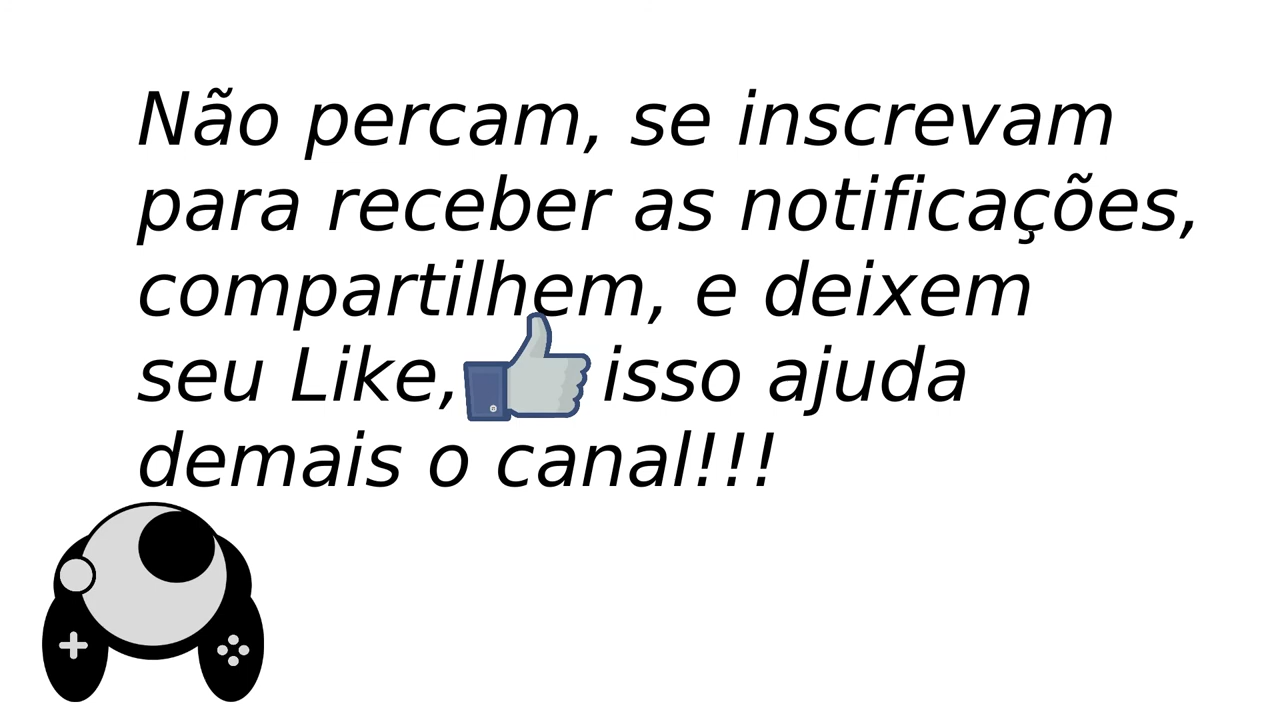 Não percam, se inscrevam
para receber as notificações,
compartilhem, e deixem
seu Like, isso ajuda
demais o canal!!!